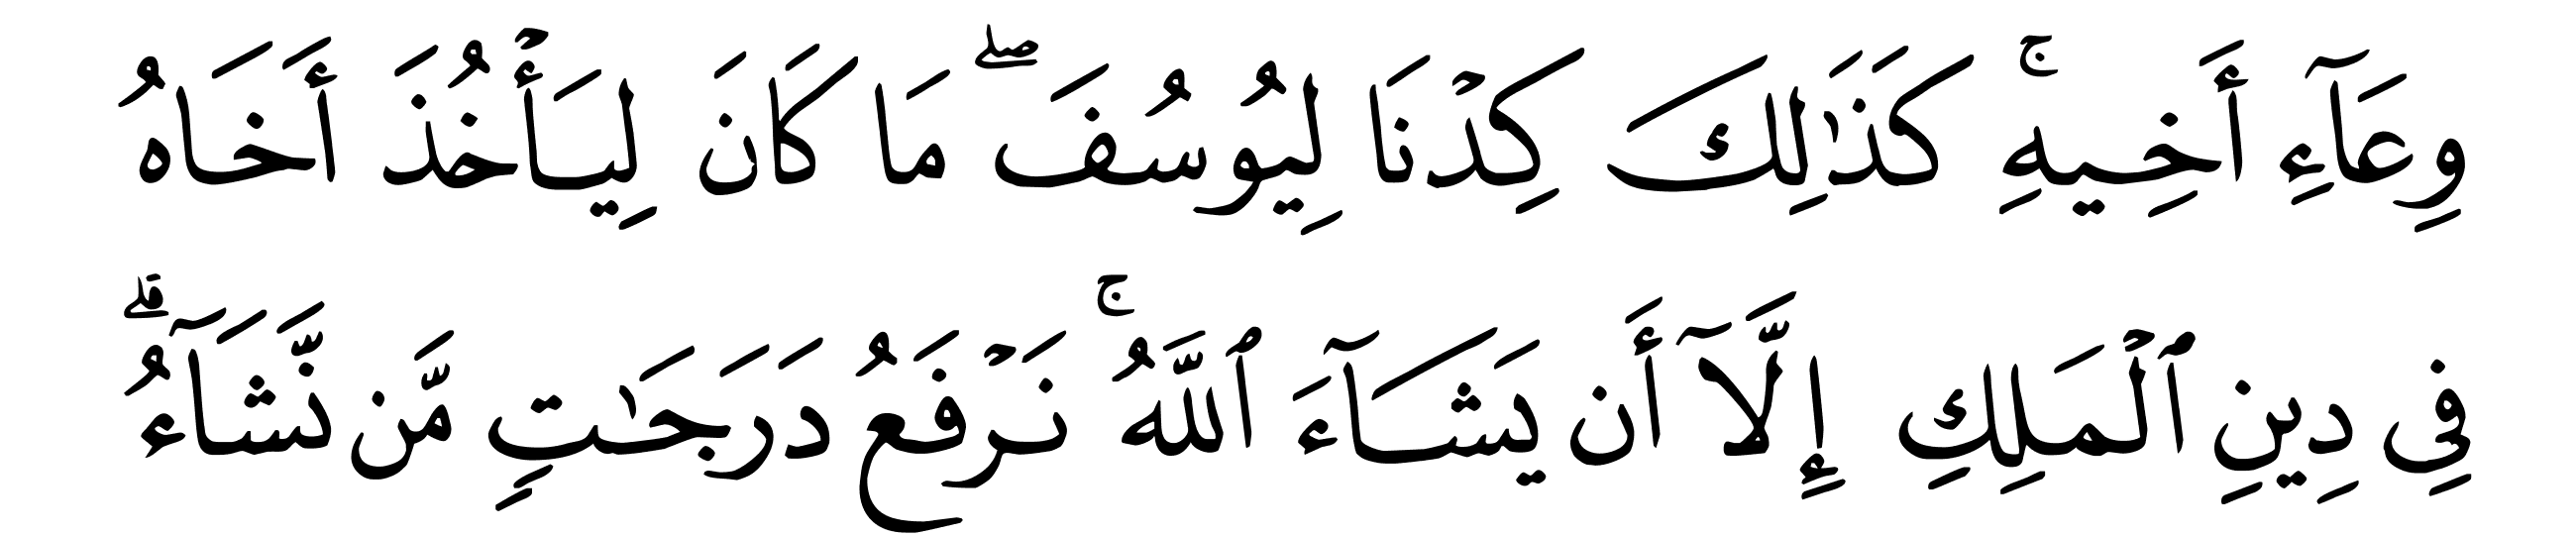 وِعَآءِ أَخِيهِۚ كَذَٰلِكَ كِدۡنَا لِيُوسُفَۖ مَا كَانَ لِيَأۡخُذَ أَخَاهُ
فِي دِينِ ٱلۡمَلِكِ إِلَّآ أَن يَشَآءَ ٱللَّهُۚ نَرۡفَعُ دَرَجَٰتٖ مَّن نَّشَآءُۗ